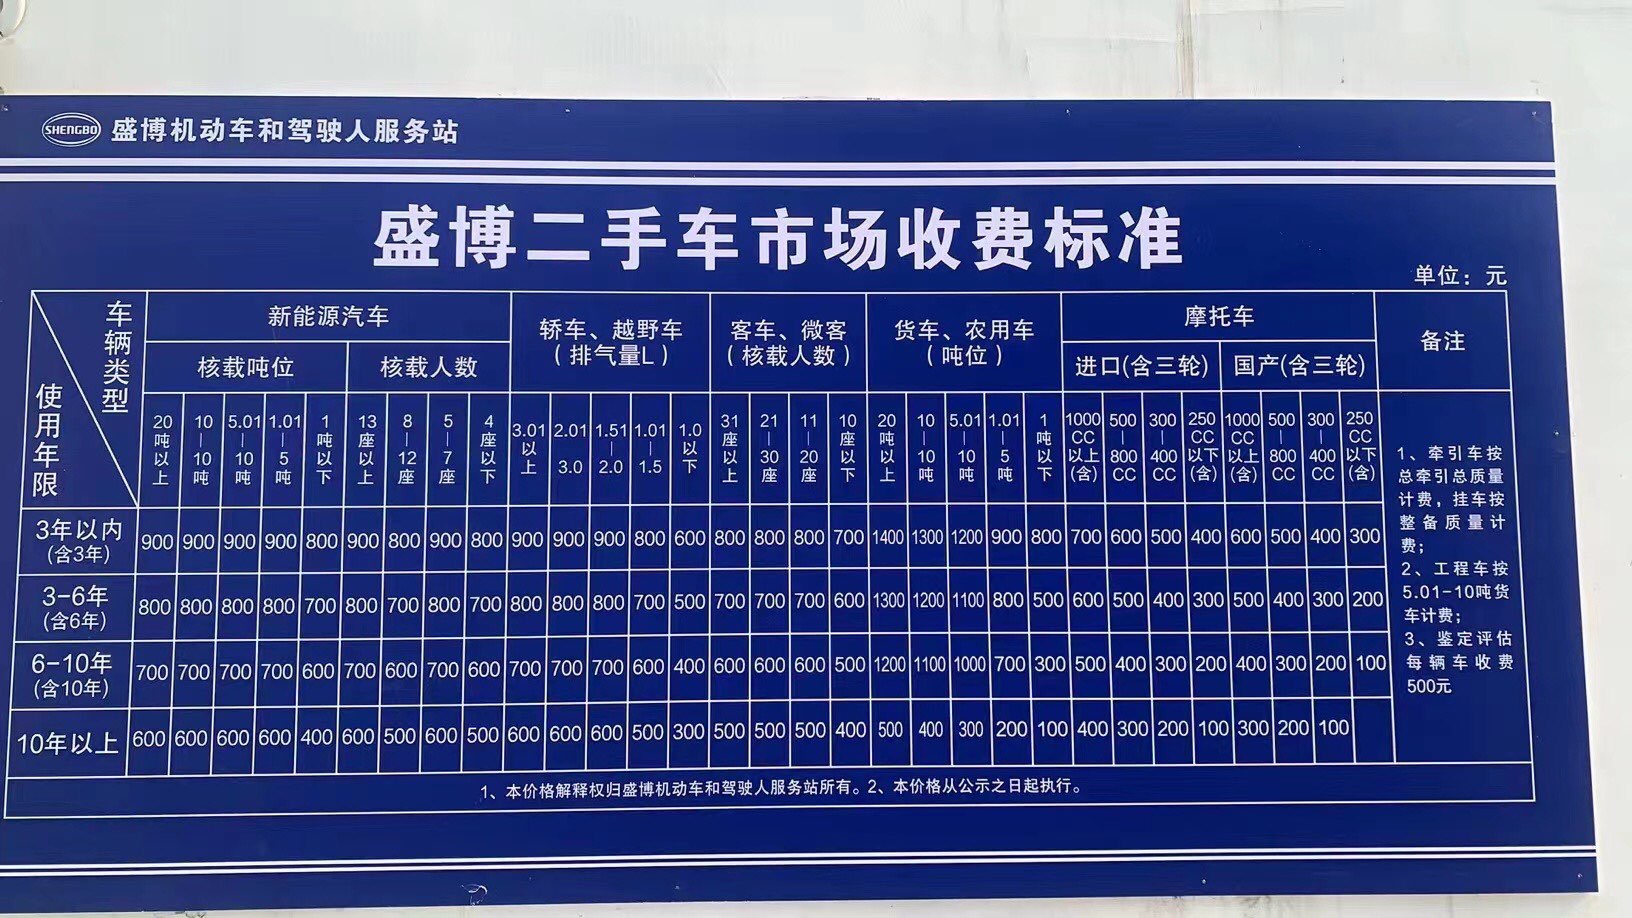 SHENGBO 盛博机动车和驾驶人服务站
盛博二手车市场收费标准
单位：元
车辆类型 使用年限 新能源汽车 轿车、越野车（排气量L） 客车、微客（核载人数） 货车、农用车（吨位） 摩托车 备注
核载吨位 核载人数 进口(含三轮) 国产(含三轮)
20吨以上 10—10吨 5.01—10吨 1.01—5吨 1吨以下 13座以上 8—12座 5—7座 4座以下 3.01以上 2.01—3.0 1.51—2.0 1.01—1.5 1.0以下 31座以上 21—30座 11—20座 10座以下 20吨以上 10—10吨 5.01—10吨 1.01—5吨 1吨以下 1000CC以上(含) 500—800CC 300—400CC 250CC以下(含) 1000CC以上(含) 500—800CC 300—400CC 250CC以下(含)
3年以内(含3年) 900 900 900 900 800 900 800 900 800 900 900 900 800 600 800 800 800 700 1400 1300 1200 900 800 700 600 500 400 600 500 400 300
3-6年(含6年) 800 800 800 800 700 800 700 800 700 800 800 800 700 500 700 700 700 600 1300 1200 1100 800 500 600 500 400 300 500 400 300 200
6-10年(含10年) 700 700 700 700 600 700 600 700 600 700 700 700 600 400 600 600 600 500 1200 1100 1000 700 300 500 400 300 200 400 300 200 100
10年以上 600 600 600 600 400 600 500 600 500 600 600 600 500 300 500 500 500 400 500 400 300 200 100 400 300 200 100 300 200 100
1、牵引车按
总牵引总质量
计费，挂车按
整备质量计
费；
2、工程车按
5.01-10吨货
车计费；
3、鉴定评估
每辆车收费
500元
1、本价格解释权归盛博机动车和驾驶人服务站所有。2、本价格从公示之日起执行。